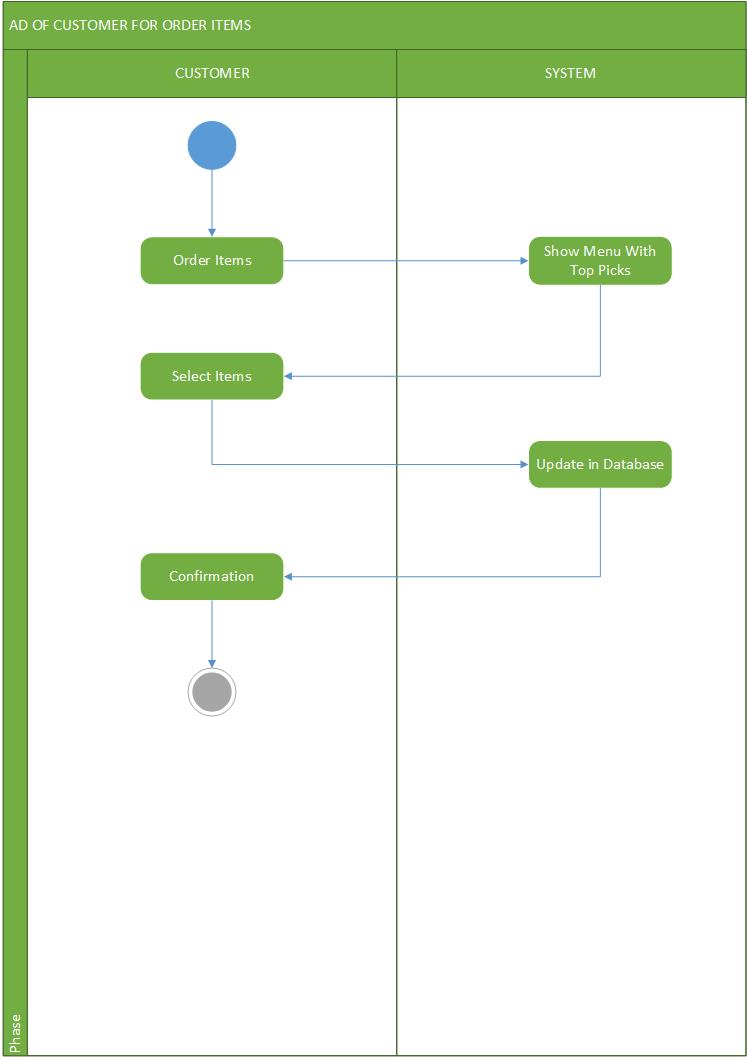 AD OF CUSTOMER FOR ORDER ITEMS
CUSTOMER
SYSTEM
Order Items
Show Menu With
Top Picks
Select Items
Update in Database
Confirmation
Phase